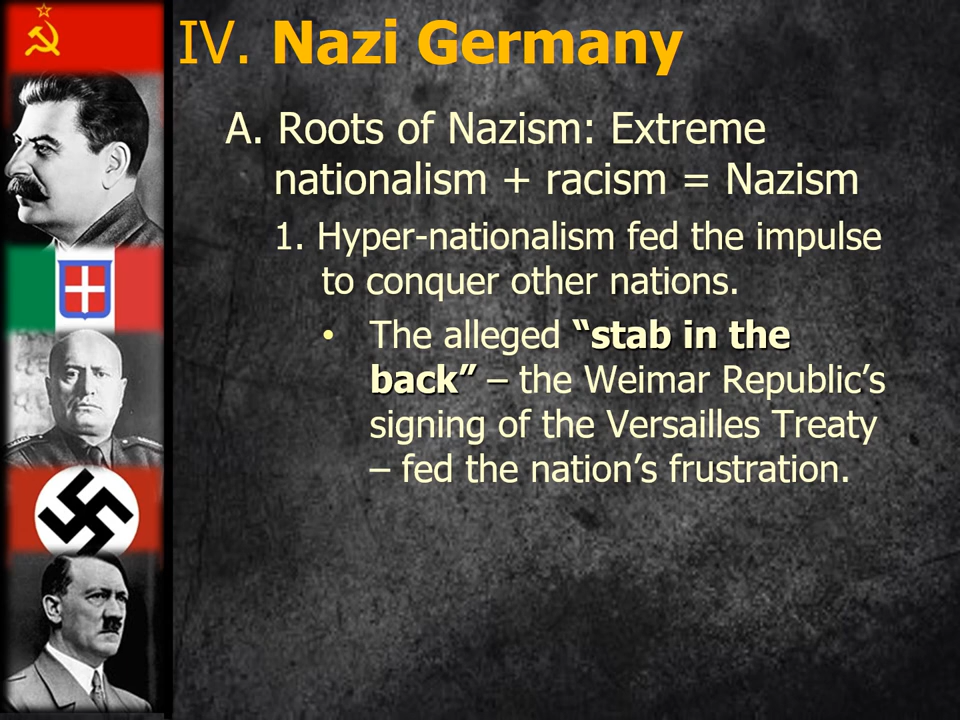 IV. Nazi Germany
A. Roots of Nazism: Extreme
nationalism + racism = Nazism
1. Hyper-nationalism fed the impulse
to conquer other nations.
• The alleged “stab in the
back” – the Weimar Republic’s
signing of the Versailles Treaty
– fed the nation’s frustration.